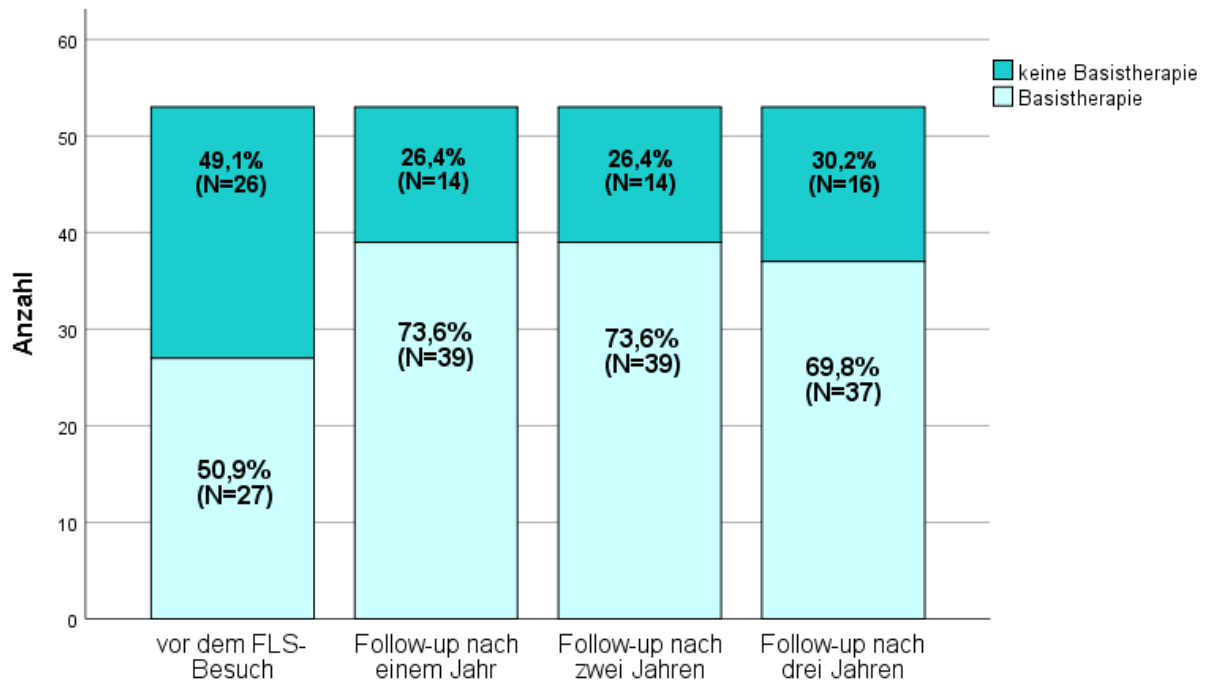 60
50
40
30
20
10
0
Anzahl
keine Basistherapie
Basistherapie
49,1%
(N=26)
26,4%
(N=14)
26,4%
(N=14)
30,2%
(N=16)
50,9%
(N=27)
73,6%
(N=39)
73,6%
(N=39)
69,8%
(N=37)
vor dem FLS-
Besuch
Follow-up nach
einem Jahr
Follow-up nach
zwei Jahren
Follow-up nach
drei Jahren